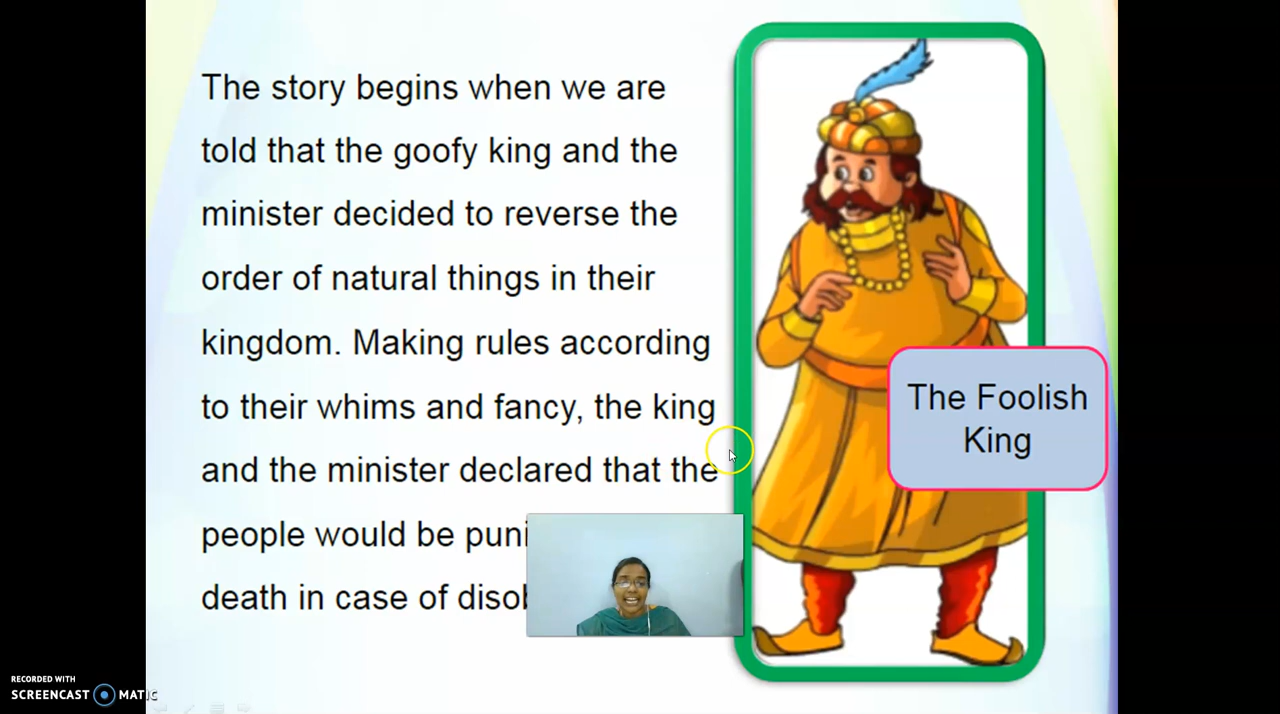 The story begins when we are
told that the goofy king and the
minister decided to reverse the
order of natural things in their
kingdom. Making rules according
to their whims and fancy, the king
and the minister declared that the
people would be
death in case of
The Foolish
King
RECORDED WITH
SCREENCAST MATIC